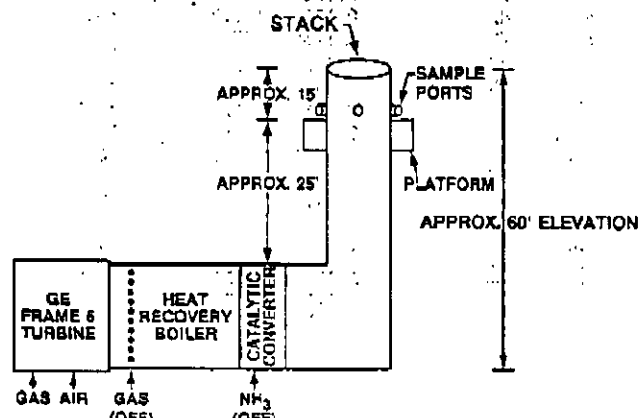 STACK
SAMPLE
PORTS
APPROX. 15'
APPROX. 25'
PLATFORM
APPROX. 60' ELEVATION
GE
FRAME 6
TURBINE
HEAT
RECOVERY
BOILER
CATALYTIC
CONVERTER
GAS AIR
GAS
(OFF)
NH3
(OFF)